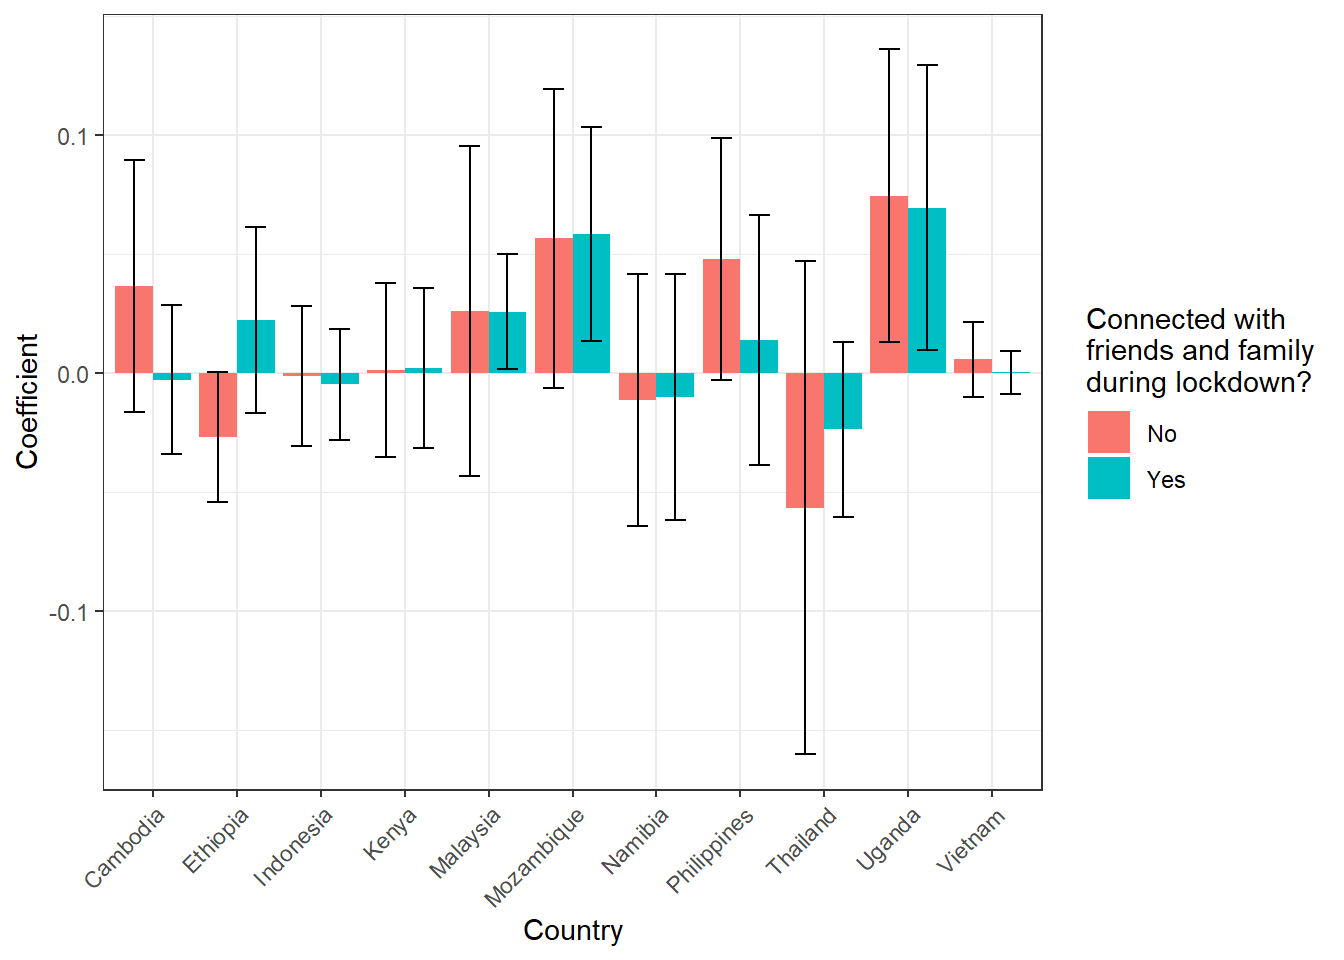 0.1
0.0
-0.1
Coefficient
Cambodia
Ethiopia
Indonesia
Kenya
Malaysia
Mozambique
Namibia
Philippines
Thailand
Uganda
Vietnam
Country
Connected with
friends and family
during lockdown?
No
Yes